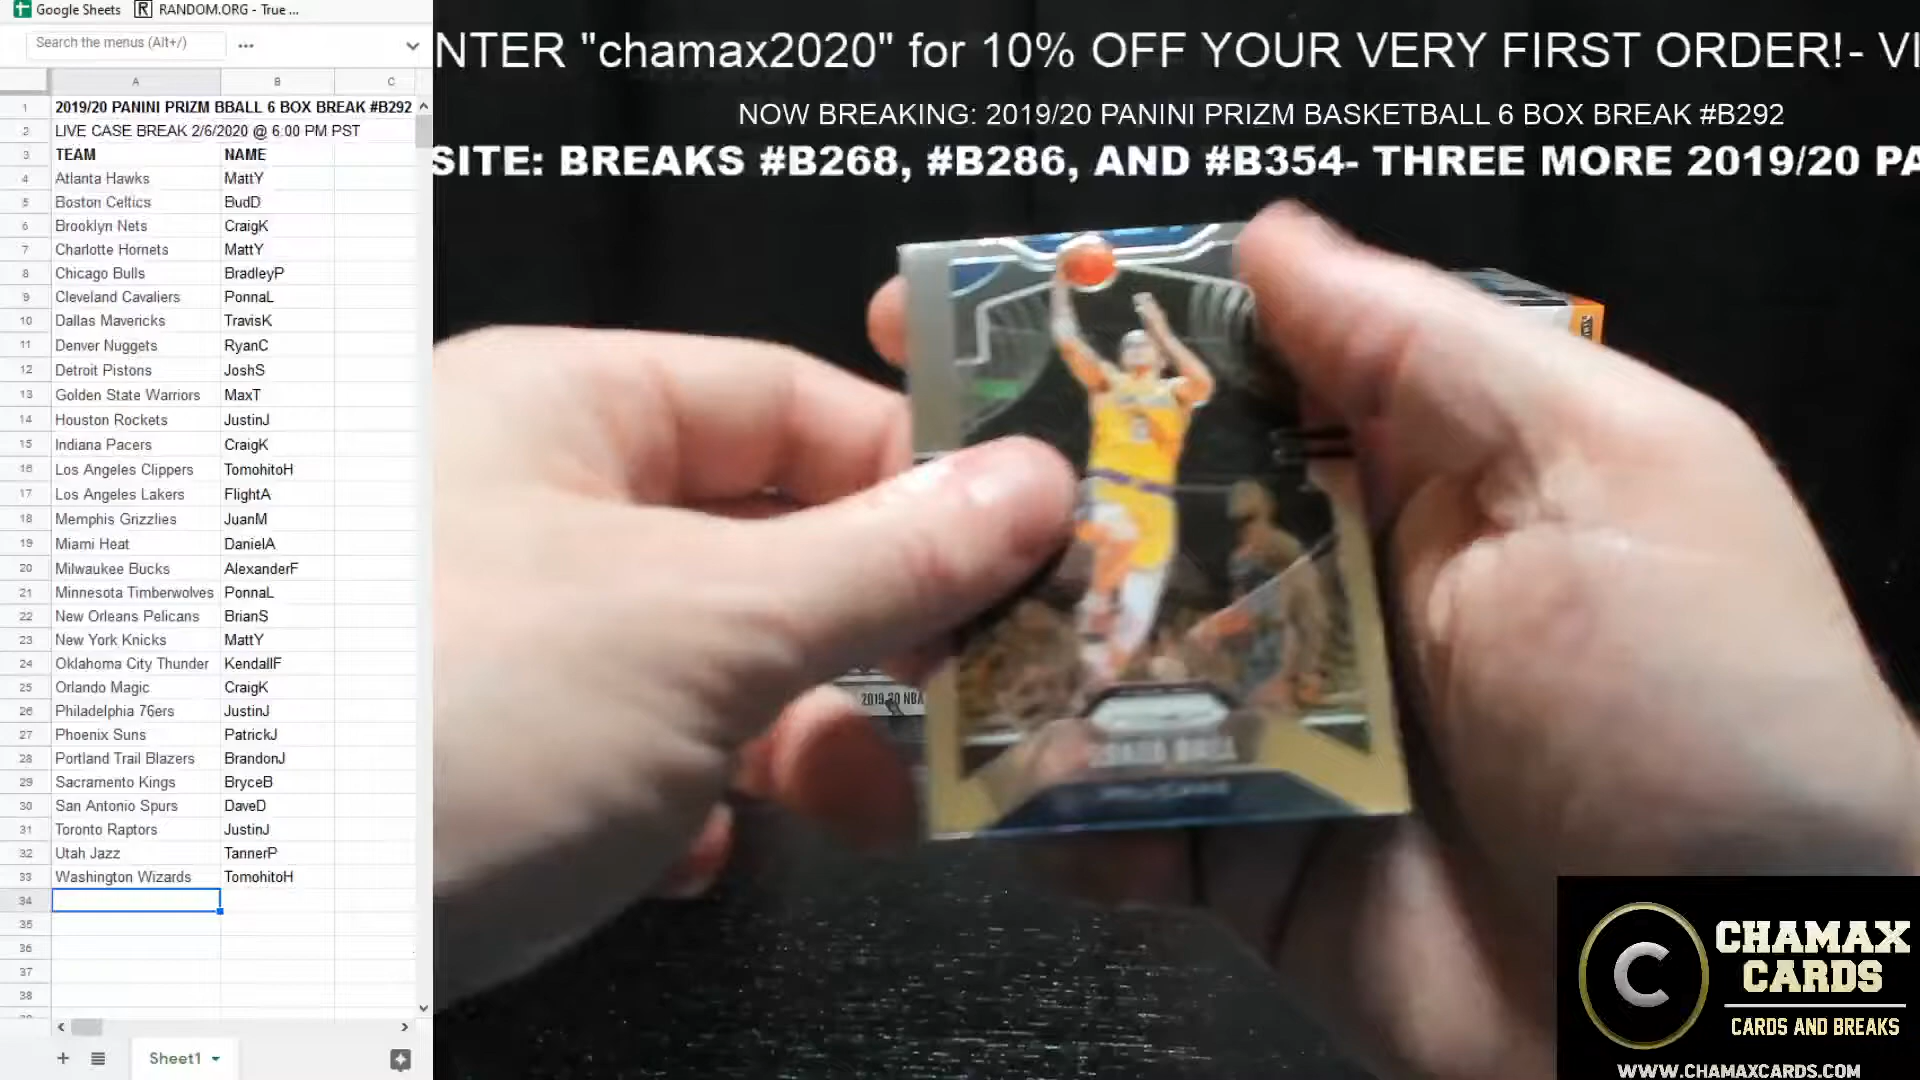 Google Sheets
RANDOM.ORG - True ...
Search the menus (Alt+/)
A B C
1 2019/20 PANINI PRIZM BBALL 6 BOX BREAK #B292
2 LIVE CASE BREAK 2/6/2020 @ 6:00 PM PST
3 TEAM NAME
4 Atlanta Hawks MattY
5 Boston Celtics BudD
6 Brooklyn Nets CraigK
7 Charlotte Hornets MattY
8 Chicago Bulls BradleyP
9 Cleveland Cavaliers PonnaL
10 Dallas Mavericks TravisK
11 Denver Nuggets RyanC
12 Detroit Pistons JoshS
13 Golden State Warriors MaxT
14 Houston Rockets JustinJ
15 Indiana Pacers CraigK
16 Los Angeles Clippers TomohitoH
17 Los Angeles Lakers FlightA
18 Memphis Grizzlies JuanM
19 Miami Heat DanielA
20 Milwaukee Bucks AlexanderF
21 Minnesota Timberwolves PonnaL
22 New Orleans Pelicans BrianS
23 New York Knicks MattY
24 Oklahoma City Thunder KendallF
25 Orlando Magic CraigK
26 Philadelphia 76ers JustinJ
27 Phoenix Suns PatrickJ
28 Portland Trail Blazers BrandonJ
29 Sacramento Kings BryceB
30 San Antonio Spurs DaveD
31 Toronto Raptors JustinJ
32 Utah Jazz TannerP
33 Washington Wizards TomohitoH
34
35
36
37
38
Sheet1
NTER "chamax2020" for 10% OFF YOUR VERY FIRST ORDER!- VI
NOW BREAKING: 2019/20 PANINI PRIZM BASKETBALL 6 BOX BREAK #B292
SITE: BREAKS #B268, #B286, AND #B354- THREE MORE 2019/20 PA
2019-20 NBA
BALL
C
CHAMAX
CARDS
CARDS AND BREAKS
WWW.CHAMAXCARDS.COM